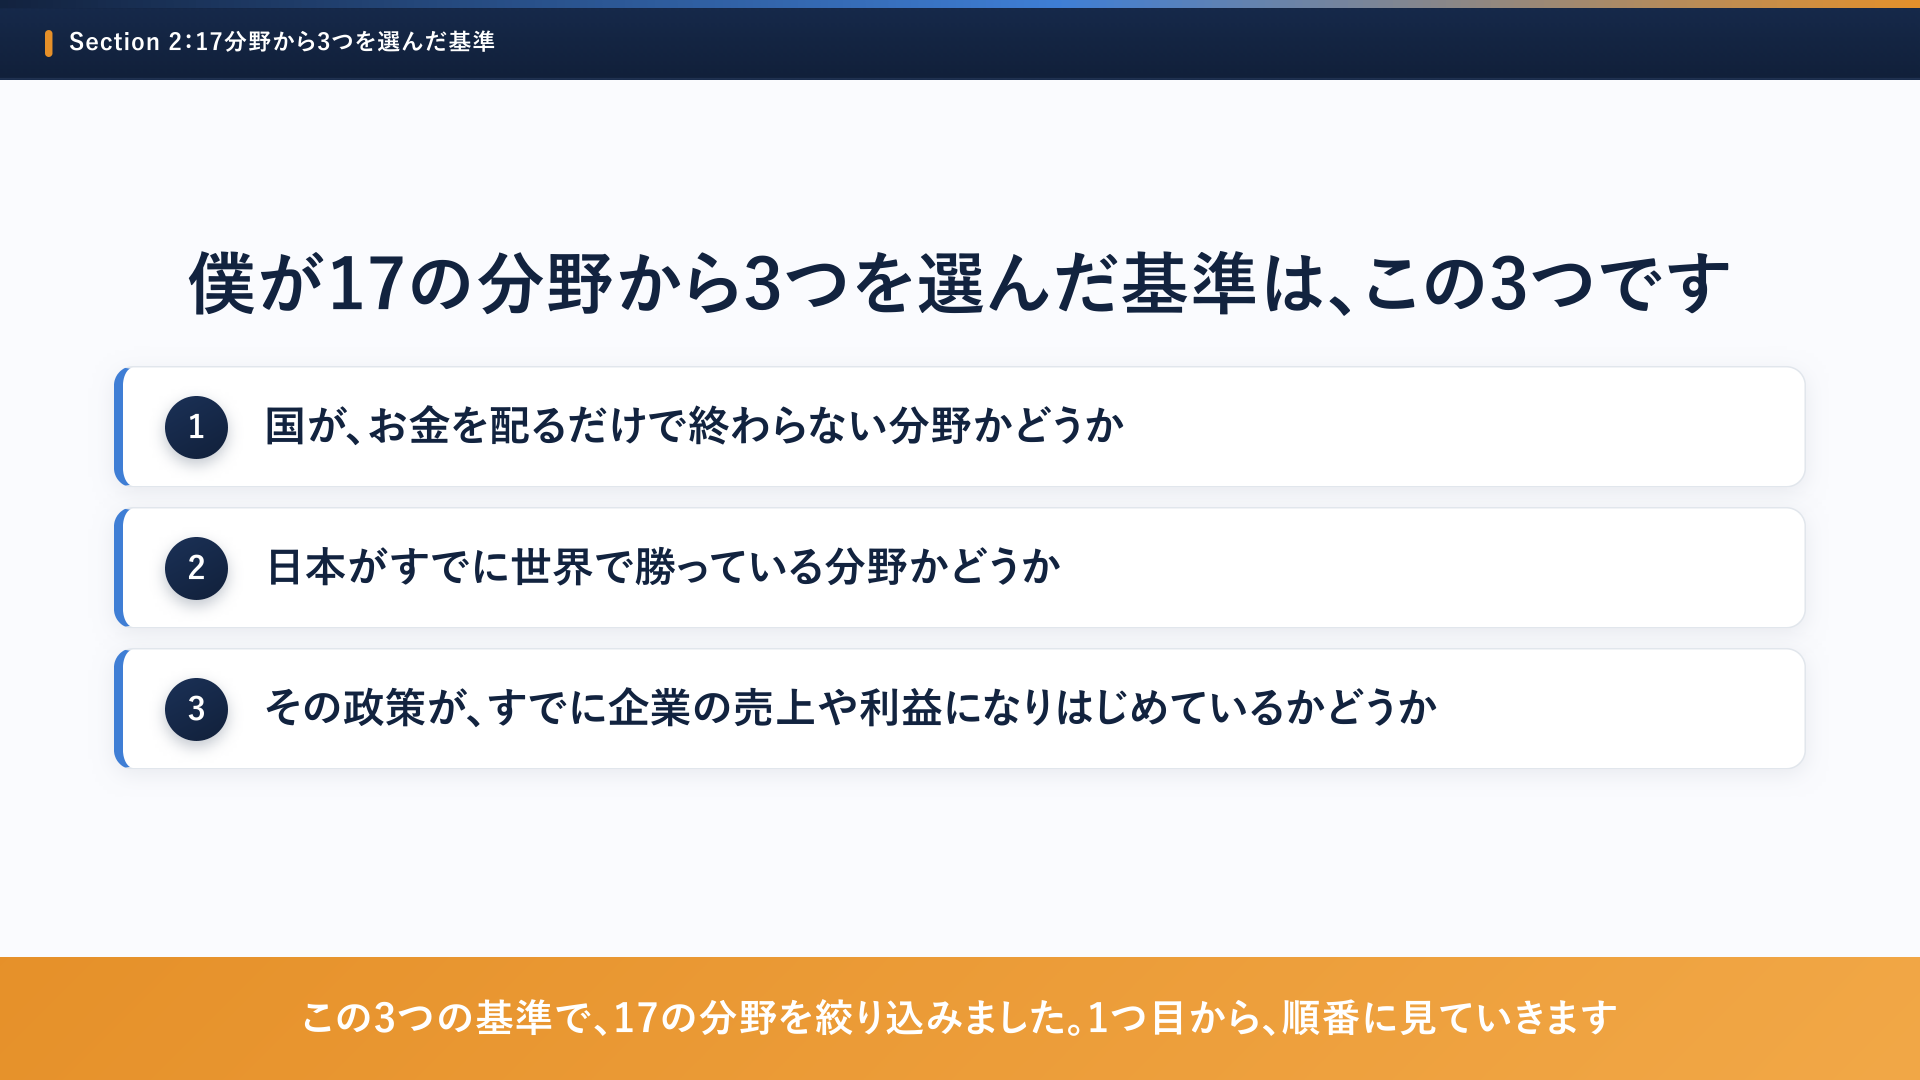 Section 2：17分野から3つを選んだ基準
僕が17の分野から3つを選んだ基準は、この3つです
1 国が、お金を配るだけで終わらない分野かどうか
2 日本がすでに世界で勝っている分野かどうか
3 その政策が、すでに企業の売上や利益になりはじめているかどうか
この3つの基準で、17の分野を絞り込みました。1つ目から、順番に見ていきます